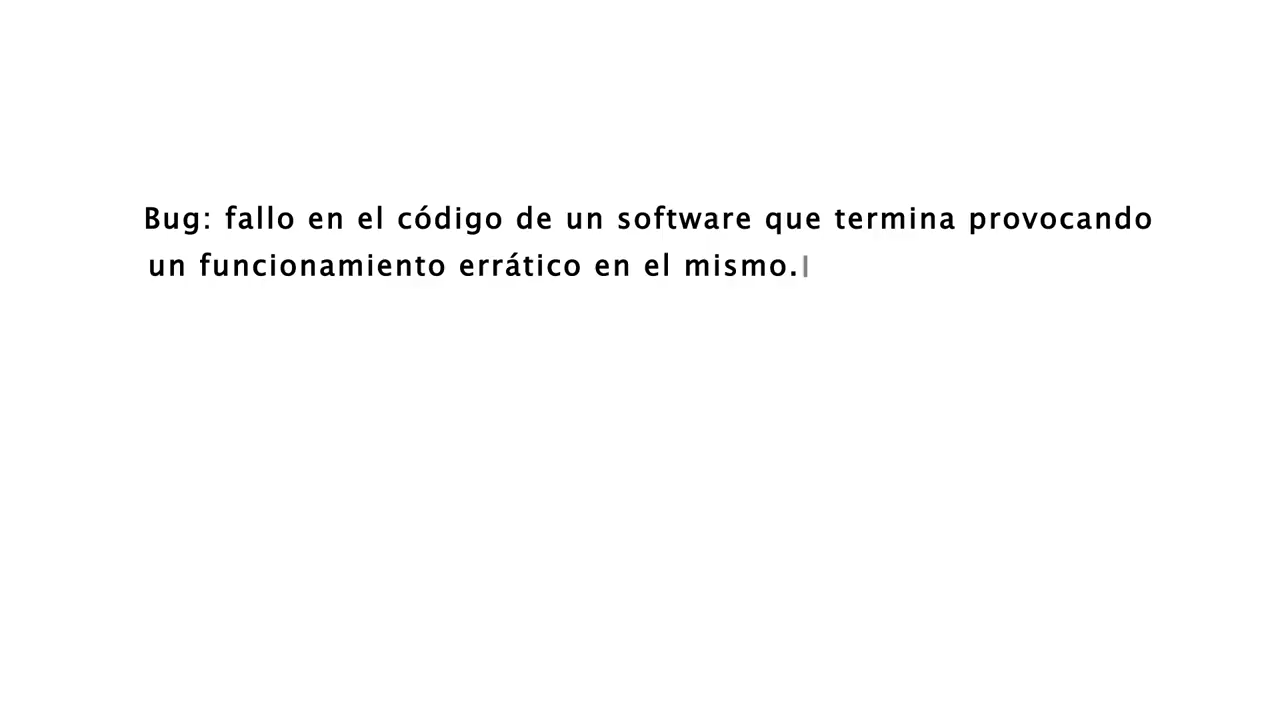 Bug: fallo en el código de un software que termina provocando
un funcionamiento errático en el mismo.